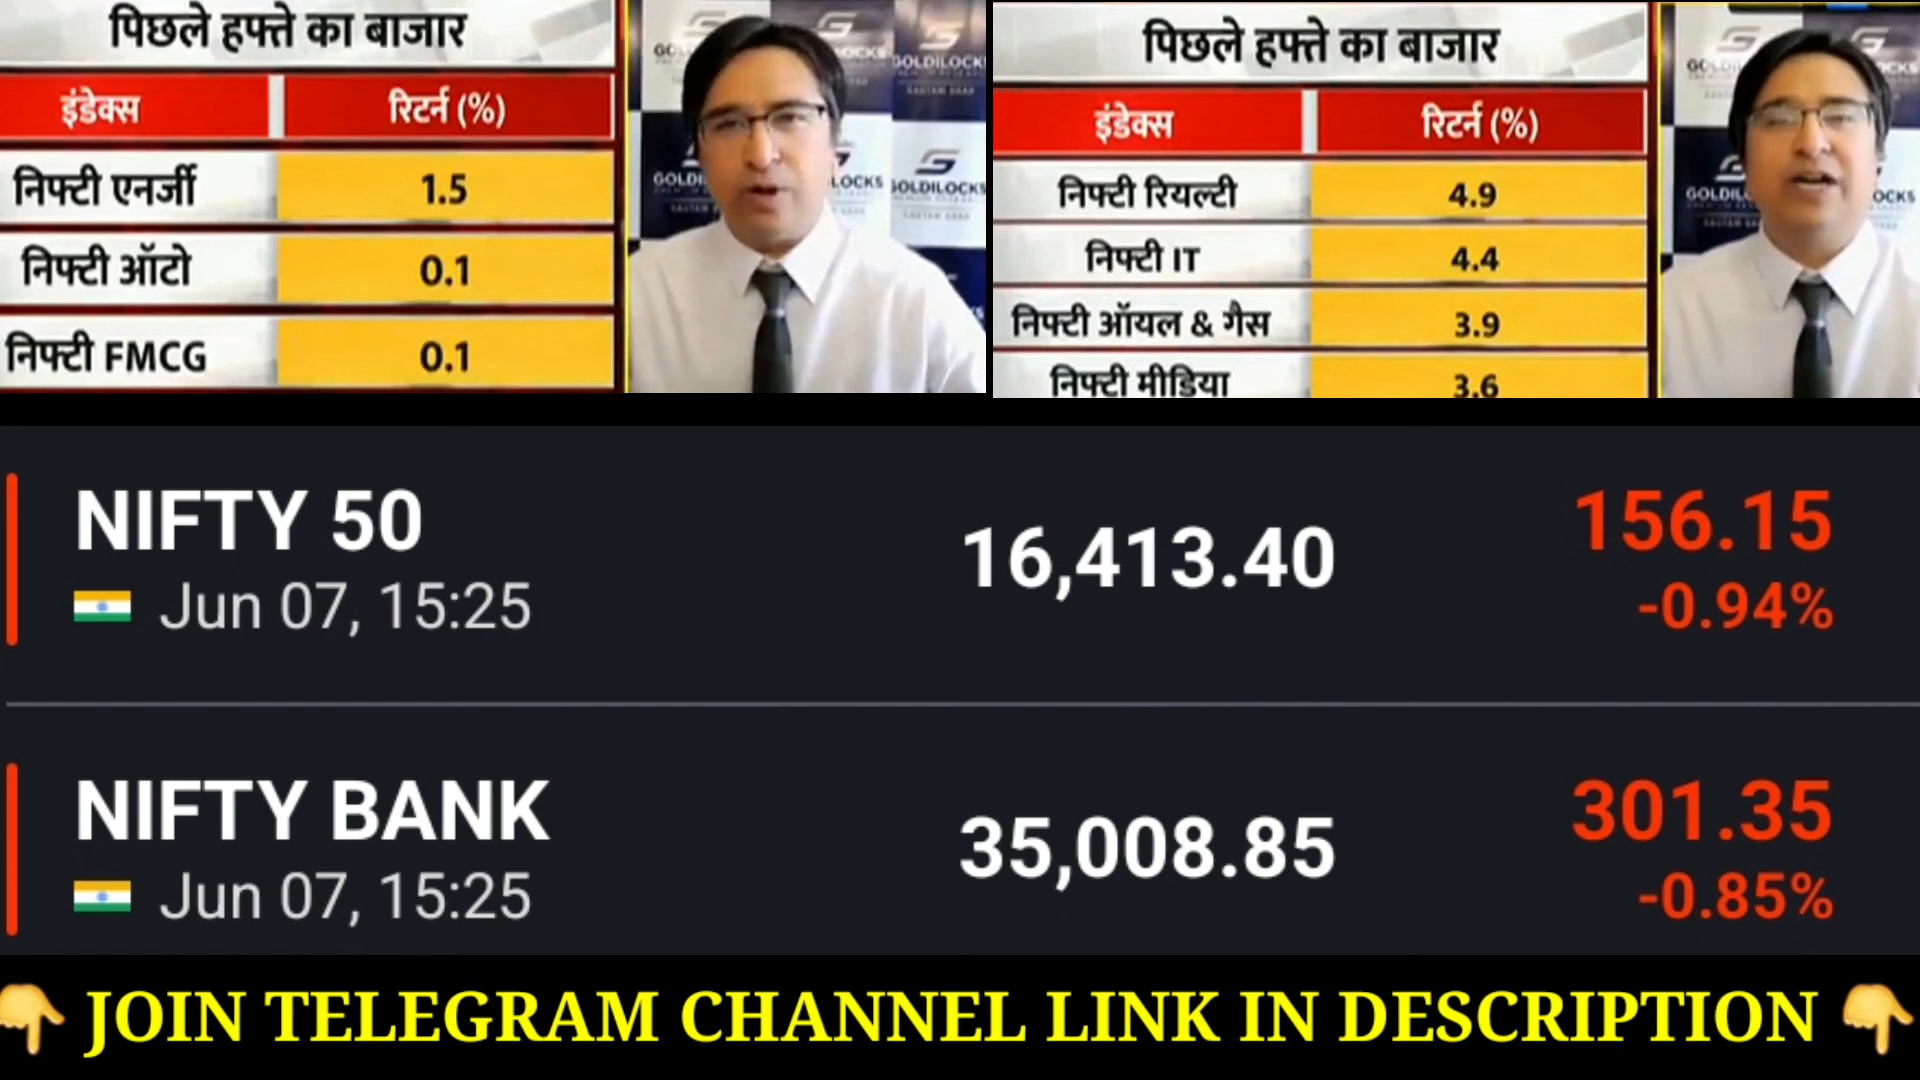 पिछले हफ्ते का बाजार
इंडेक्स रिटर्न (%)
निफ्टी एनर्जी 1.5
निफ्टी ऑटो 0.1
निफ्टी FMCG 0.1
GOLDILOCKS
GOLDILOCKS
पिछले हफ्ते का बाजार
इंडेक्स रिटर्न (%)
निफ्टी रियल्टी 4.9
निफ्टी IT 4.4
निफ्टी ऑयल & गैस 3.9
निफ्टी मीडिया 3.6
NIFTY 50
Jun 07, 15:25
16,413.40
156.15
-0.94%
NIFTY BANK
Jun 07, 15:25
35,008.85
301.35
-0.85%
👇 JOIN TELEGRAM CHANNEL LINK IN DESCRIPTION 👇